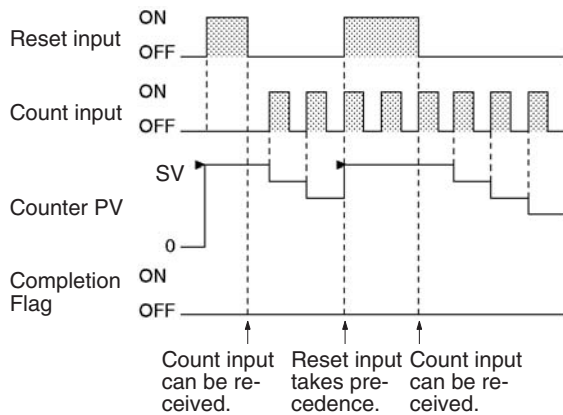 ON
Reset input
OFF
ON
Count input
OFF
SV
Counter PV
0
Completion
Flag
ON
OFF
Count input
can be re-
ceived.
Reset input
takes pre-
cedence.
Count input
can be re-
ceived.